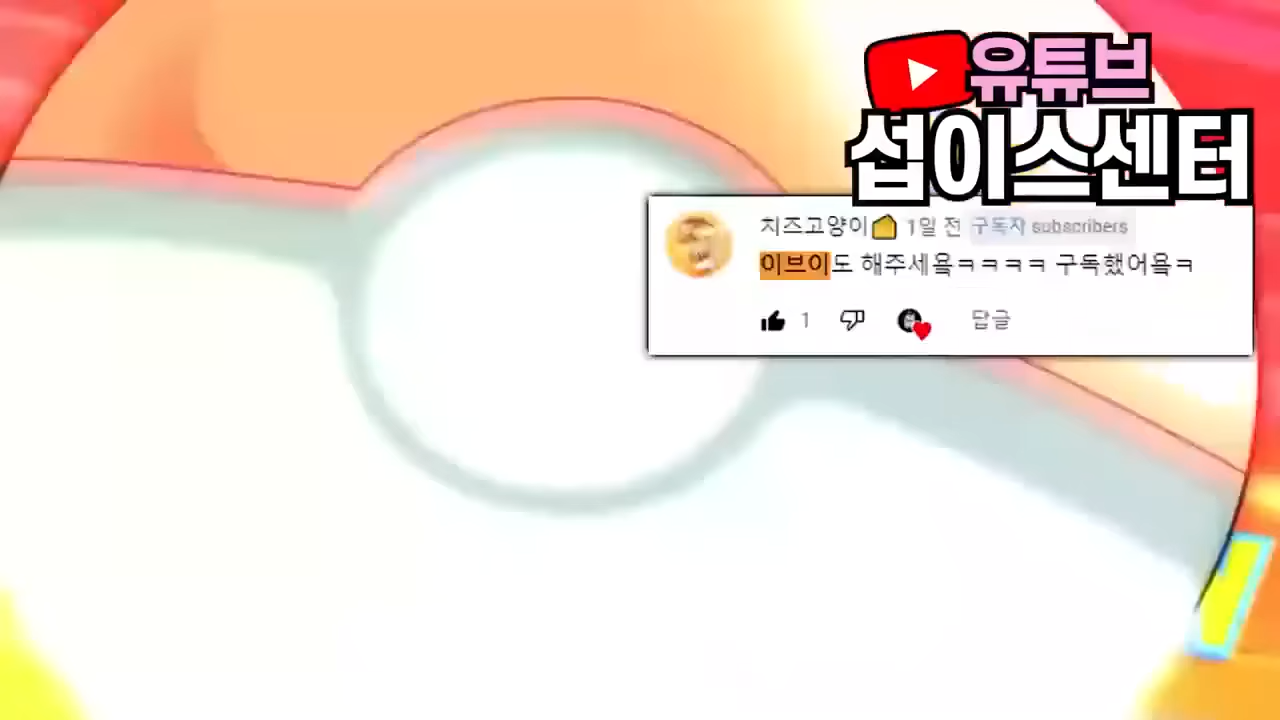 유튜브
섭이스센터
치즈고양이🧀 1일 전 구독자 subscribers
이브이도 해주세욬ㅋㅋㅋㅋ 구독했어욬ㅋ
1 답글